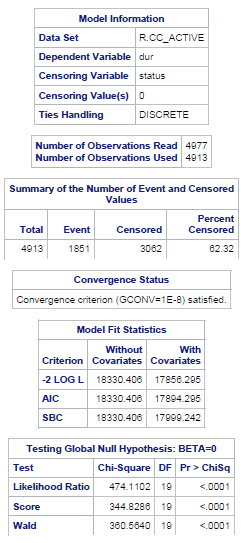 Model Information
Data Set R.CC_ACTIVE
Dependent Variable dur
Censoring Variable status
Censoring Value(s) 0
Ties Handling DISCRETE
Number of Observations Read 4977
Number of Observations Used 4913
Summary of the Number of Event and Censored
Values
Percent
Total Event Censored Censored
4913 1851 3062 62.32
Convergence Status
Convergence criterion (GCONV=1E-8) satisfied.
Model Fit Statistics
Without With
Criterion Covariates Covariates
-2 LOG L 18330.406 17856.295
AIC 18330.406 17894.295
SBC 18330.406 17999.242
Testing Global Null Hypothesis: BETA=0
Test Chi-Square DF Pr > ChiSq
Likelihood Ratio 474.1102 19 <.0001
Score 344.8286 19 <.0001
Wald 360.5640 19 <.0001